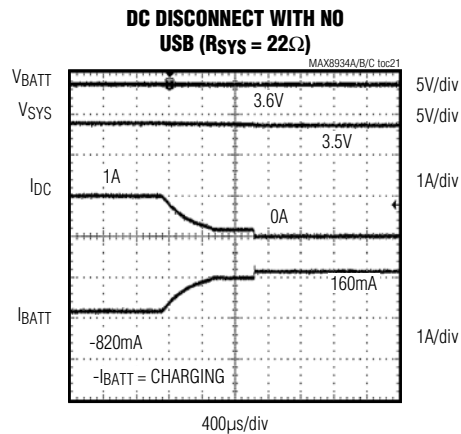 DC DISCONNECT WITH NO
USB (RSYS = 22Ω)
MAX8934A/B/C toc21
VBATT
3.6V
5V/div
VSYS
3.5V
5V/div
IDC
1A
0A
1A/div
IBATT
-820mA
160mA
1A/div
-IBATT = CHARGING
400µs/div